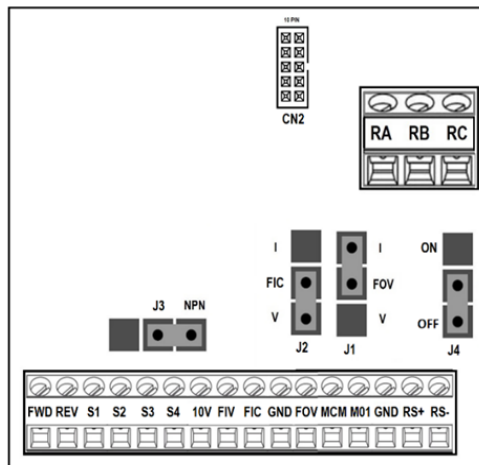 10 PIN
CN2
RA RB RC
I I ON
FIC FOV
V V OFF
J3 NPN
J2 J1 J4
FWD REV S1 S2 S3 S4 10V FIV FIC GND FOV MCM M01 GND RS+ RS-